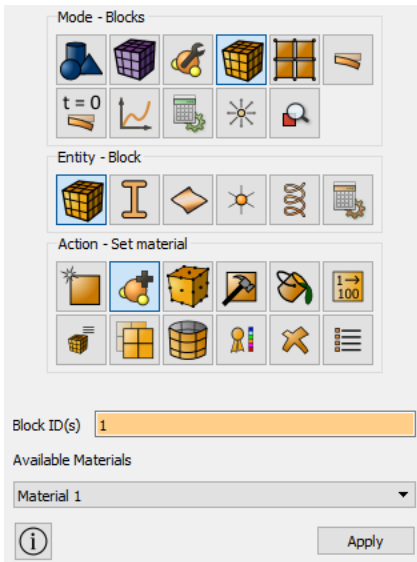 Mode - Blocks
t = 0
Entity - Block
Action - Set material
1→
100
Block ID(s) 1
Available Materials
Material 1
i Apply